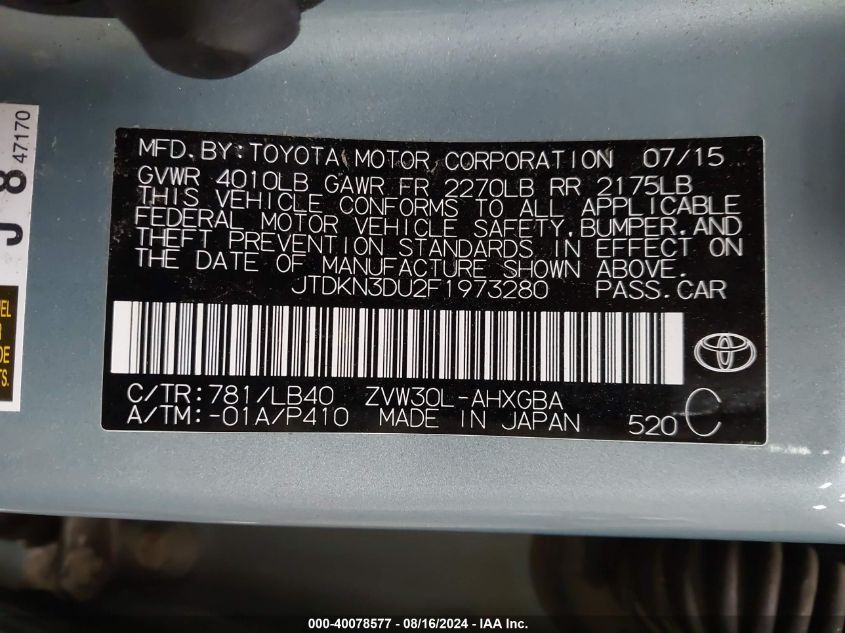 MFD. BY: TOYOTA MOTOR CORPORATION 07/15
GVWR 4010LB GAWR FR 2270LB RR 2175LB
THIS VEHICLE CONFORMS TO ALL APPLICABLE
FEDERAL MOTOR VEHICLE SAFETY, BUMPER, AND
THEFT PREVENTION STANDARDS IN EFFECT ON
THE DATE OF MANUFACTURE SHOWN ABOVE.
JTDKN3DU2F1973280 PASS. CAR
C/TR: 781/LB40 ZVW30L-AHXGBA
A/TM: -01A/P410 MADE IN JAPAN 520 C
J 8
47170
000-40078577 - 08/16/2024 - IAA Inc.